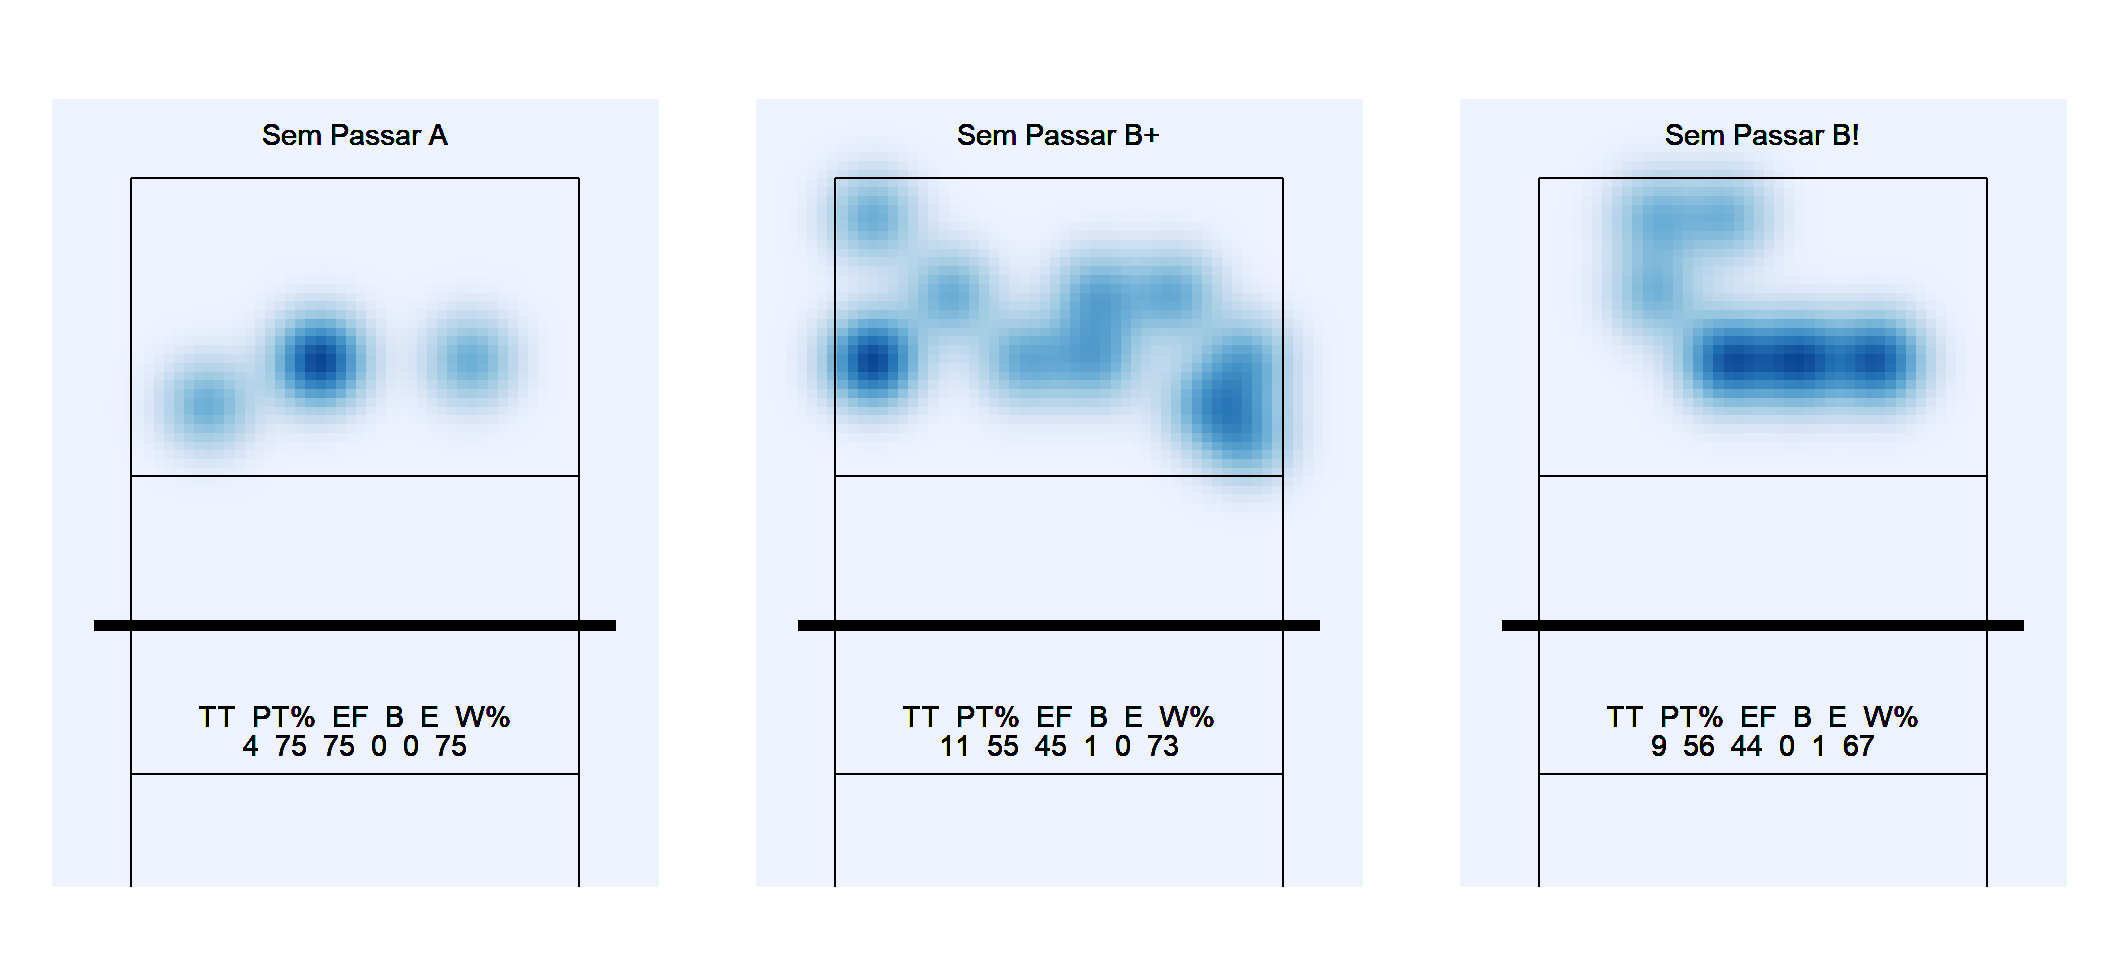 Sem Passar A
TT PT% EF B E W%
4 75 75 0 0 75
Sem Passar B+
TT PT% EF B E W%
11 55 45 1 0 73
Sem Passar B!
TT PT% EF B E W%
9 56 44 0 1 67